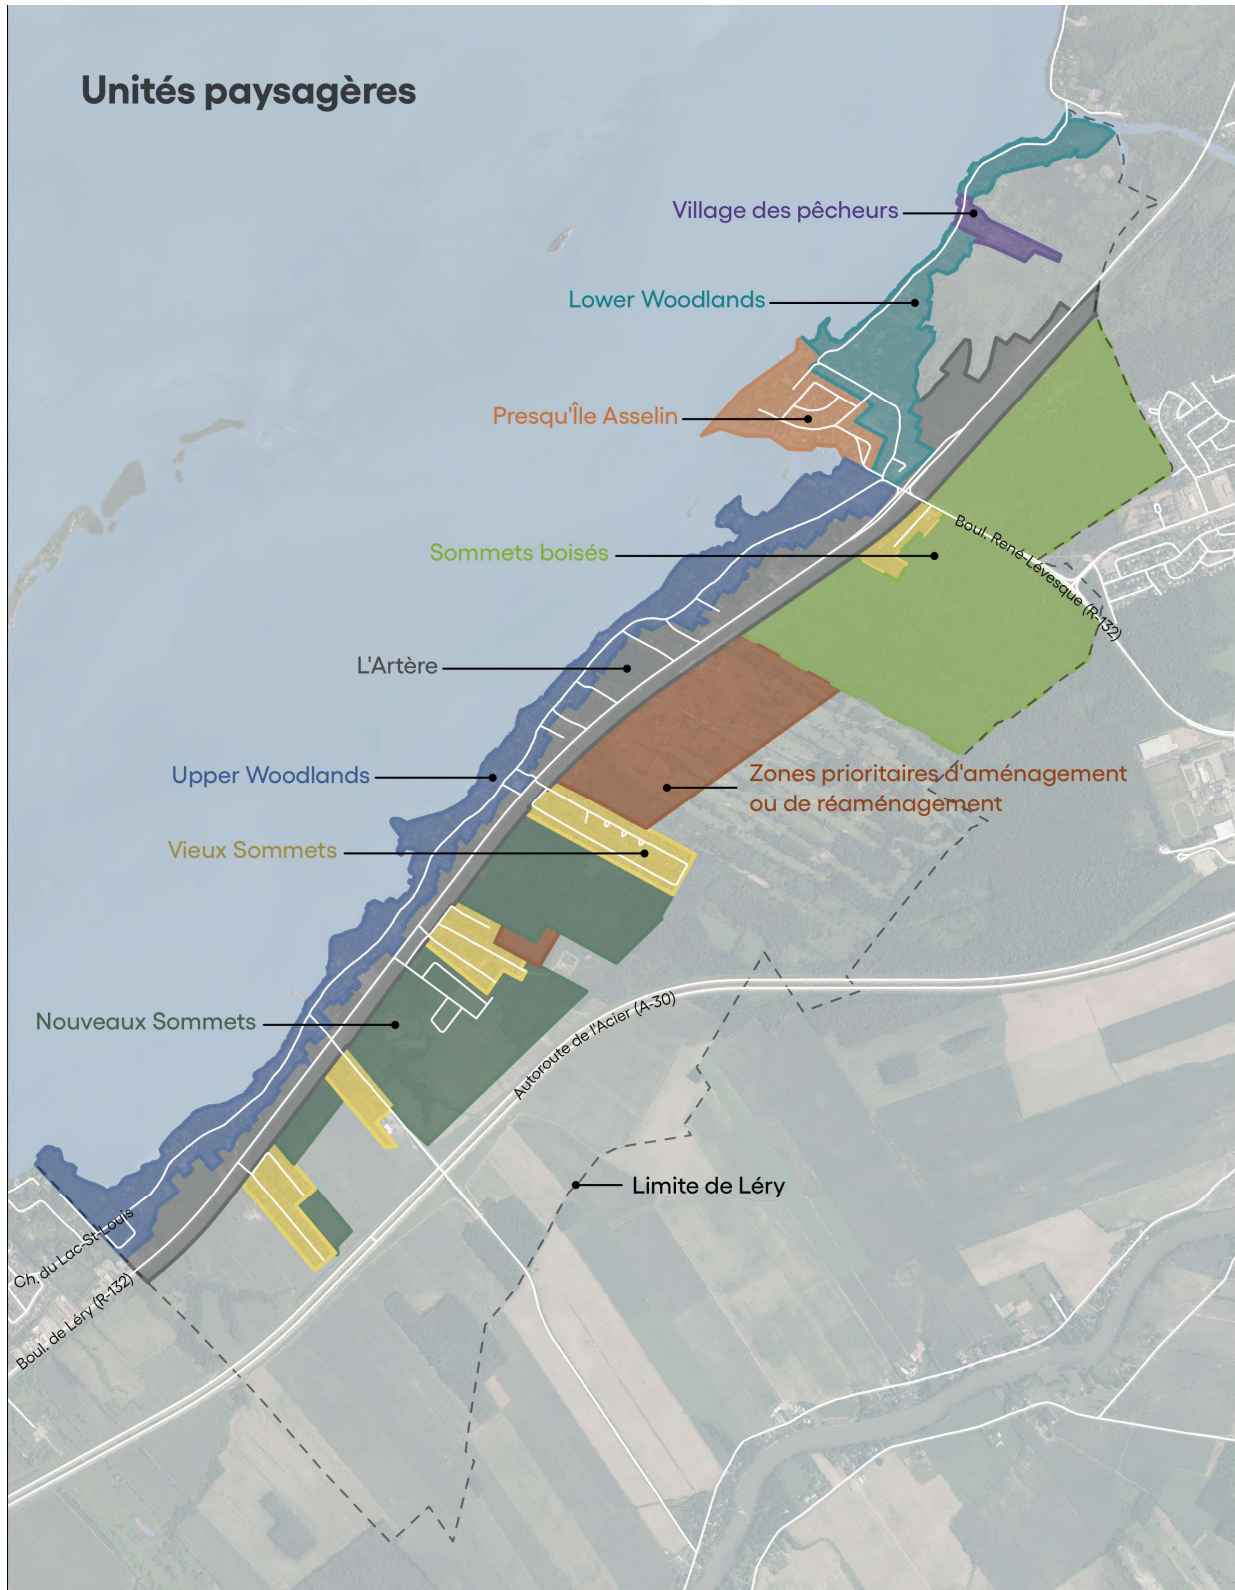 Unités paysagères
Village des pêcheurs
Lower Woodlands
Presqu'Île Asselin
Boul. René-Lévesque (R-132)
Sommets boisés
L'Artère
Upper Woodlands
Zones prioritaires d'aménagement
ou de réaménagement
Vieux Sommets
Nouveaux Sommets
Autoroute de l'Acier (A-30)
Limite de Léry
Ch. du Lac-St-Louis
Boul. de Léry (R-132)